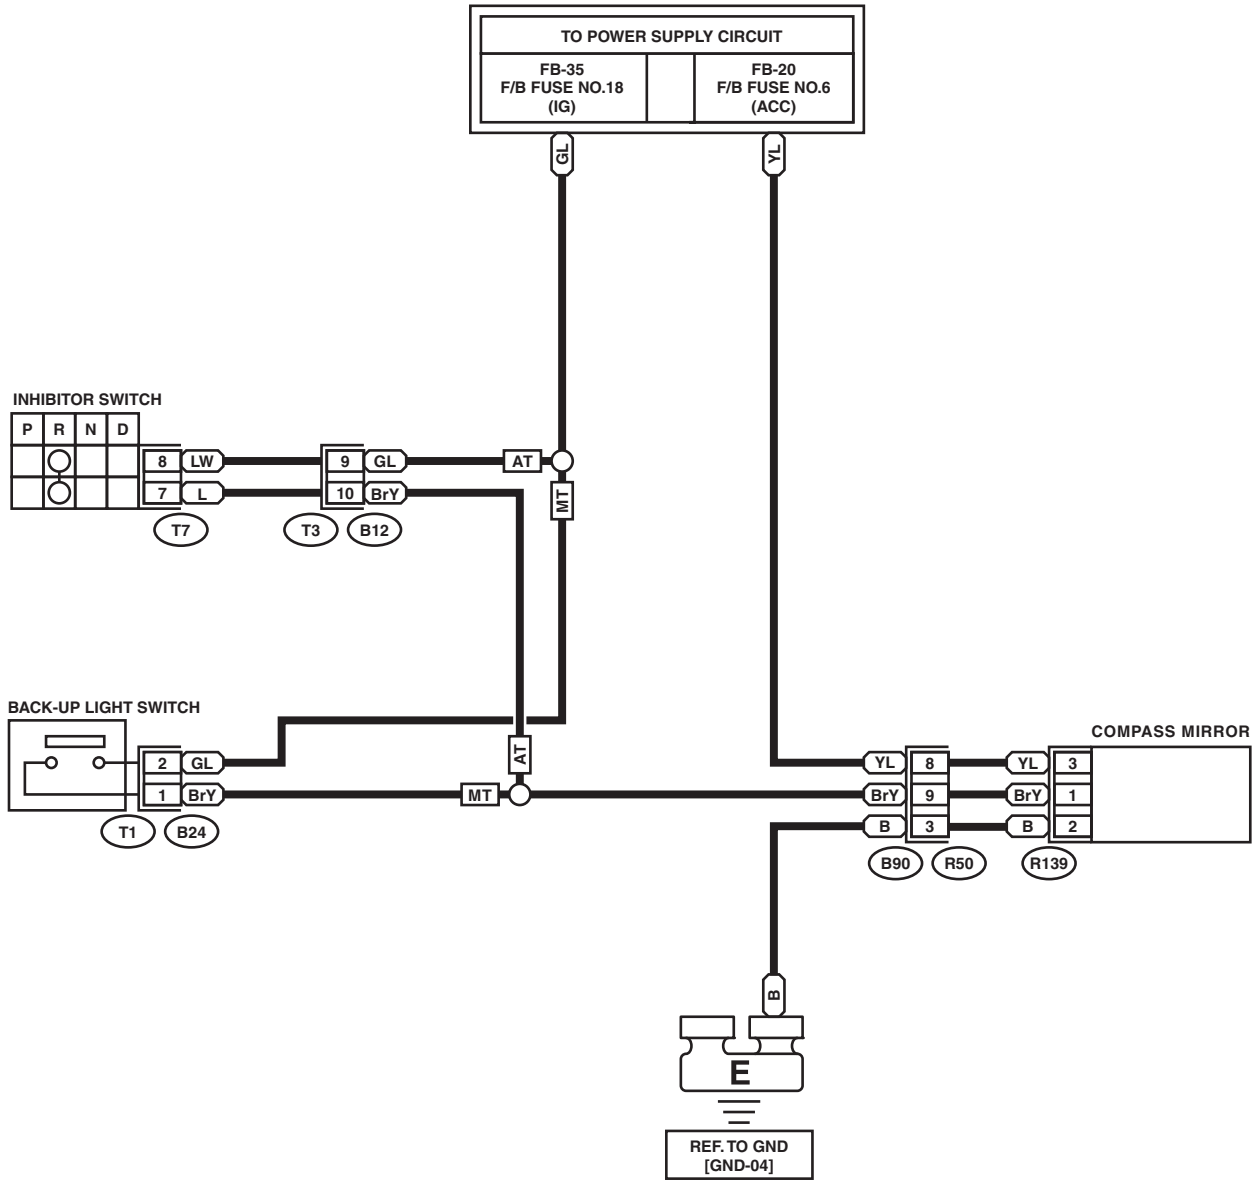 TO POWER SUPPLY CIRCUIT
FB-35
F/B FUSE NO.18
(IG)
FB-20
F/B FUSE NO.6
(ACC)
GL
YL
INHIBITOR SWITCH
P R N D
8 LW 9 GL AT
7 L 10 BrY
MT
T7 T3 B12
BACK-UP LIGHT SWITCH
COMPASS MIRROR
AT
2 GL
YL 8 YL 3
1 BrY MT
BrY 9 BrY 1
B 3 B 2
T1 B24
B90 R50 R139
B
E
REF. TO GND
[GND-04]